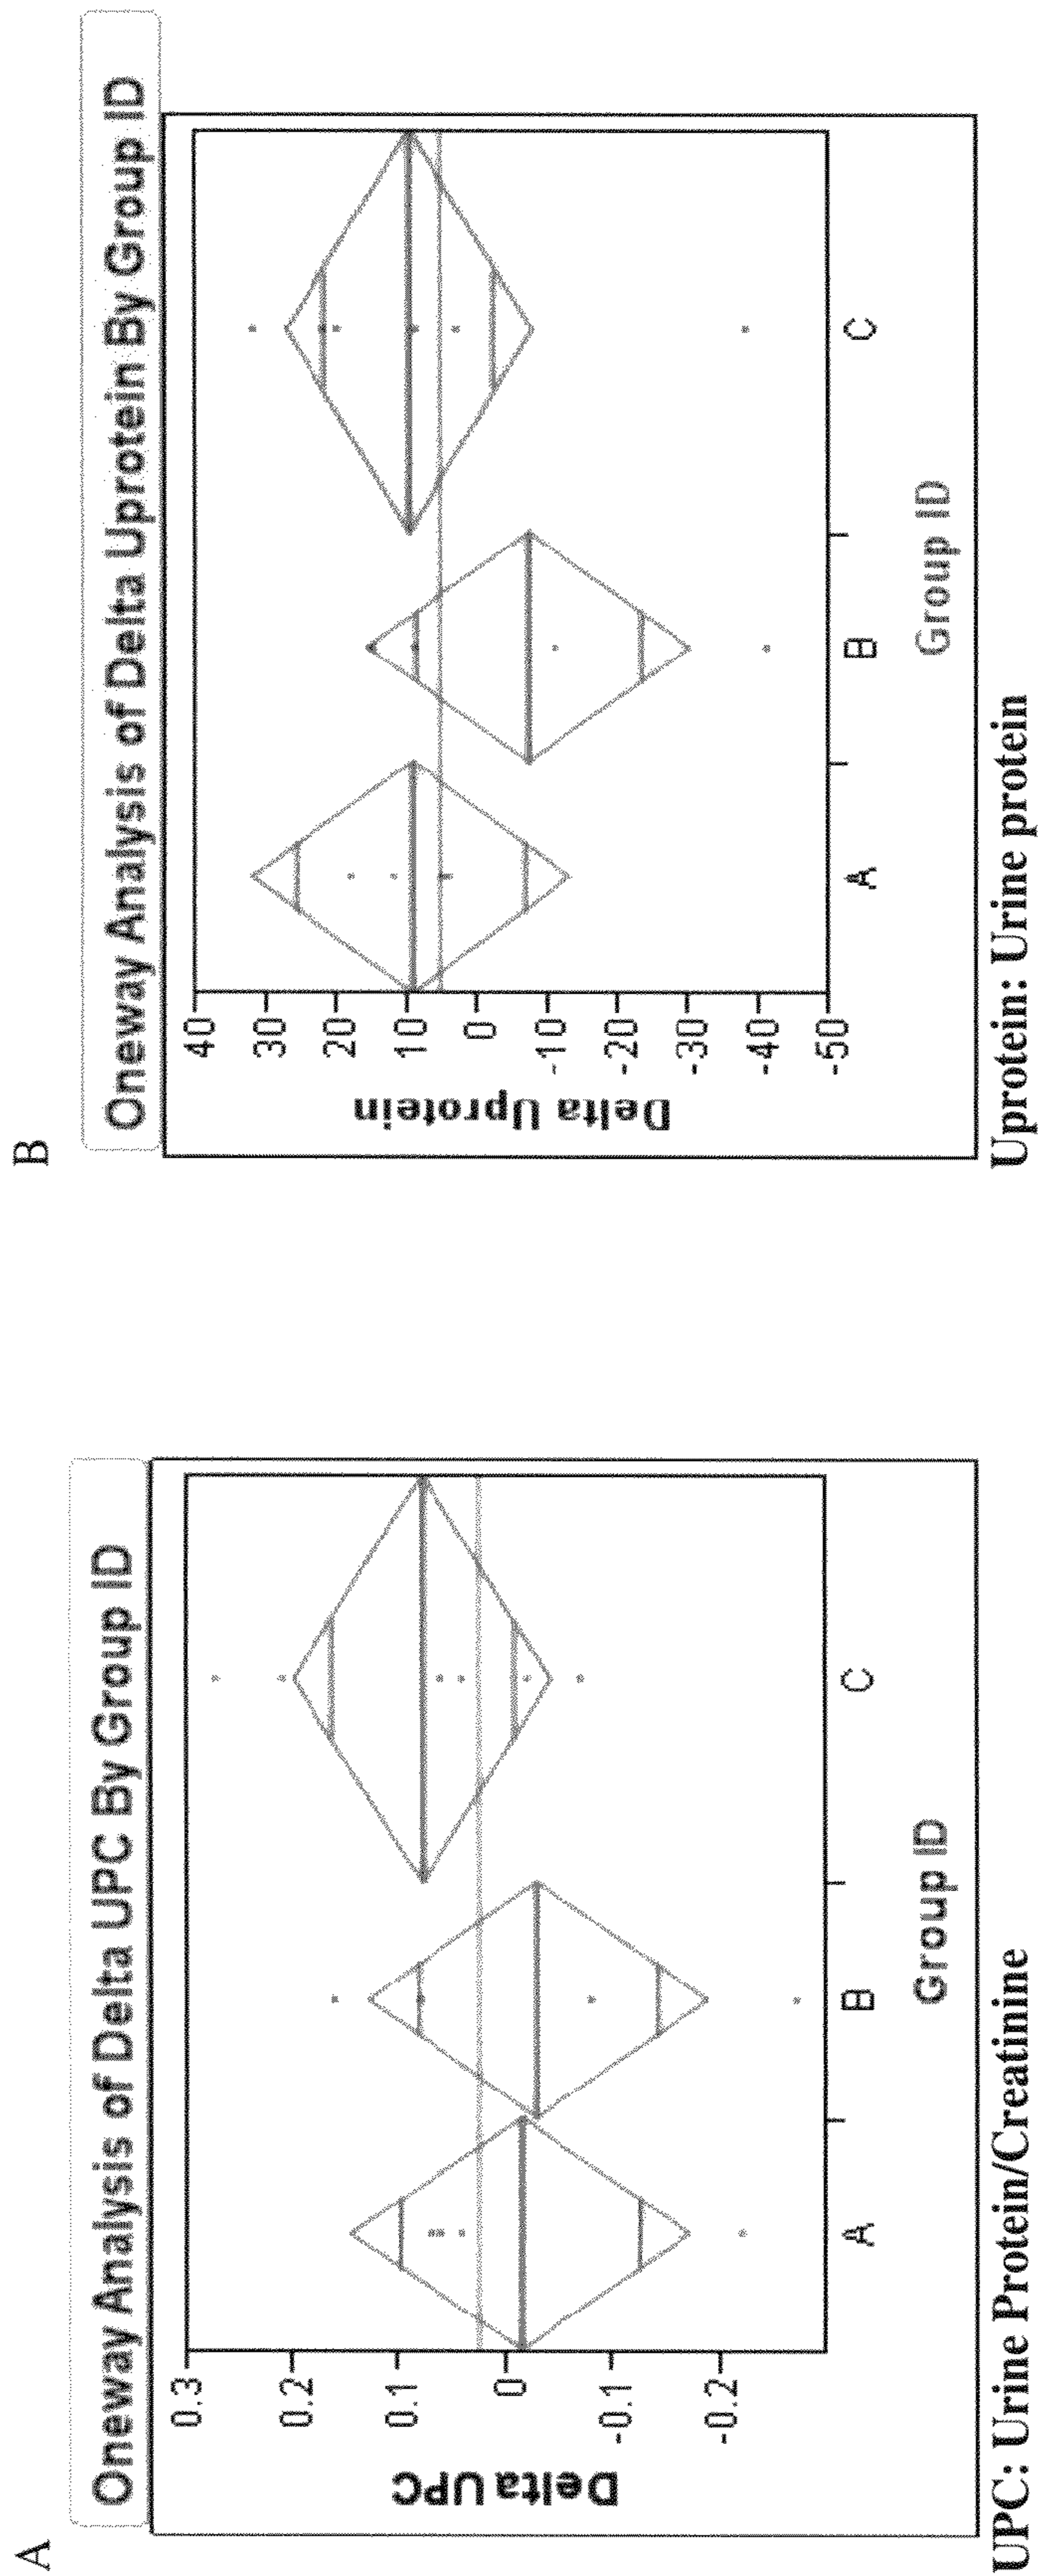 A
Oneway Analysis of Delta UPC By Group ID
0.3
0.2
0.1
0
-0.1
-0.2
Delta UPC
A B C
Group ID
UPC: Urine Protein/Creatinine
B
Oneway Analysis of Delta Uprotein By Group ID
40
30
20
10
0
-10
-20
-30
-40
-50
Delta Uprotein
A B C
Group ID
Uprotein: Urine protein